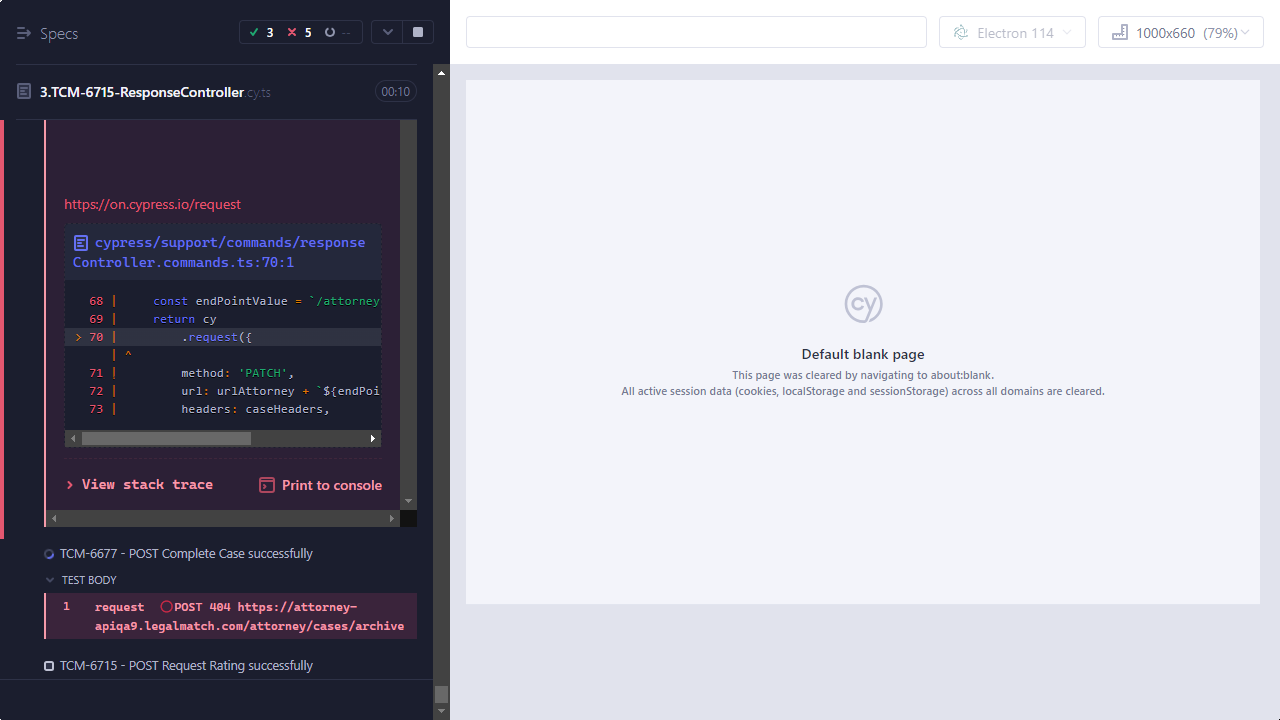 Specs
3
5
--
3.TCM-6715-ResponseController.cy.ts
00:10
https://on.cypress.io/request
cypress/support/commands/response
Controller.commands.ts:70:1
68 | const endPointValue = `/attorney
69 | return cy
> 70 | .request({
| ^
71 | method: 'PATCH',
72 | url: urlAttorney + `${endPoi
73 | headers: caseHeaders,
View stack trace
Print to console
TCM-6677 - POST Complete Case successfully
TEST BODY
1 request POST 404 https://attorney-
apiqa9.legalmatch.com/attorney/cases/archive
TCM-6715 - POST Request Rating successfully
Electron 114
1000x660 (79%)
cy
Default blank page
This page was cleared by navigating to about:blank.
All active session data (cookies, localStorage and sessionStorage) across all domains are cleared.